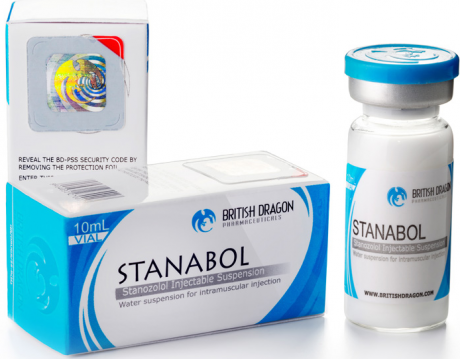 REVEAL THE BD-PSS SECURITY CODE BY
REMOVING THE PROTECTION FOIL
10mL
VIAL
BRITISH DRAGON
PHARMACEUTICALS
STANABOL
Stanozolol Injectable Suspension
Water suspension for intramuscular injection
BRITISH DRAGON
PHARMACEUTICALS
STANABOL
Stanozolol Injectable Suspension
Water suspension for intramuscular injection
WWW.BRITISHDRAGON.COM